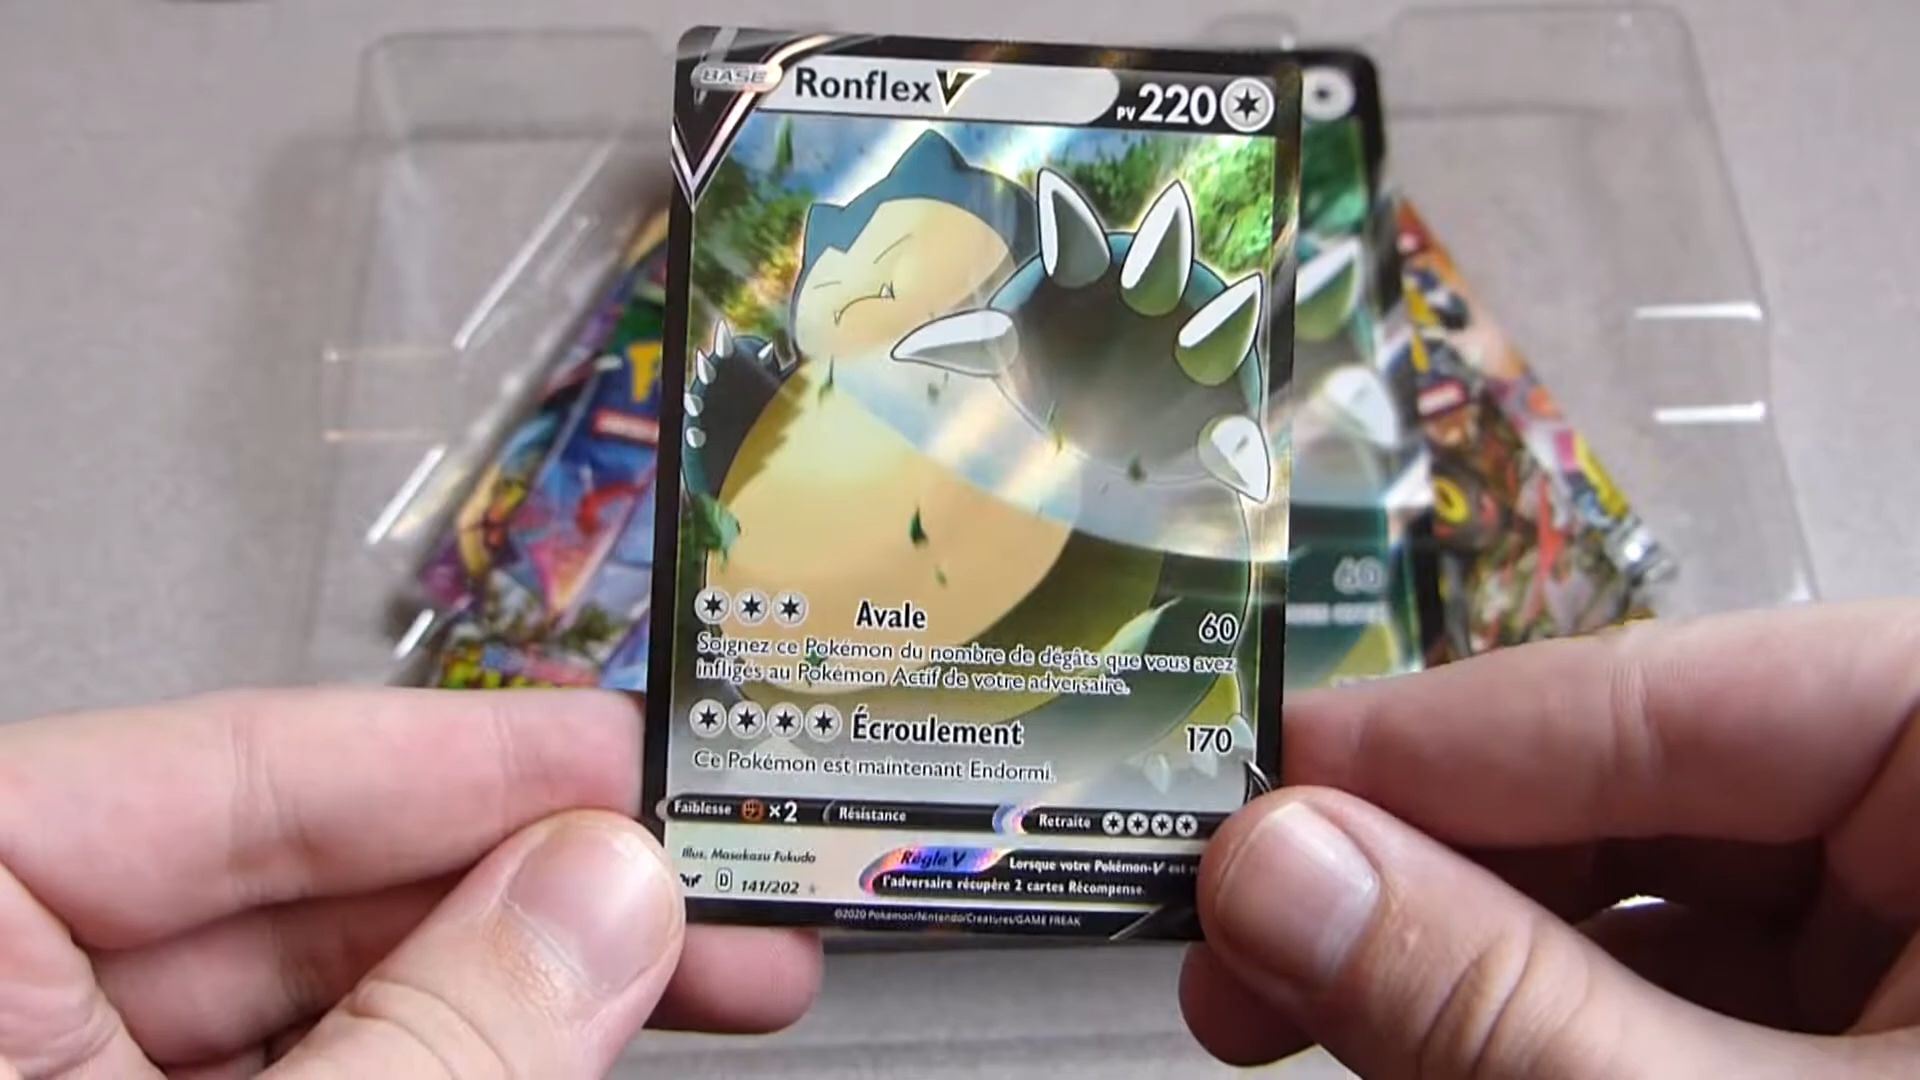 BASE
Ronflex V
PV 220
Avale 60
Soignez ce Pokémon du nombre de dégâts que vous avez
infligés au Pokémon Actif de votre adversaire.
Écroulement 170
Ce Pokémon est maintenant Endormi.
Faiblesse ×2 Résistance Retraite
Illus. Masakazu Fukuda
D 141/202
Règle V Lorsque votre Pokémon-V est
l'adversaire récupère 2 cartes Récompense.
©2020 Pokémon/Nintendo/Creatures/GAME FREAK
60